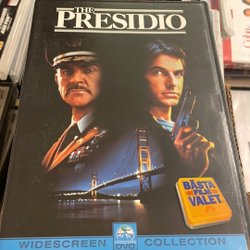 THE
PRESIDIO
BÄSTA
FILM
VALET
WIDESCREEN DVD COLLECTION